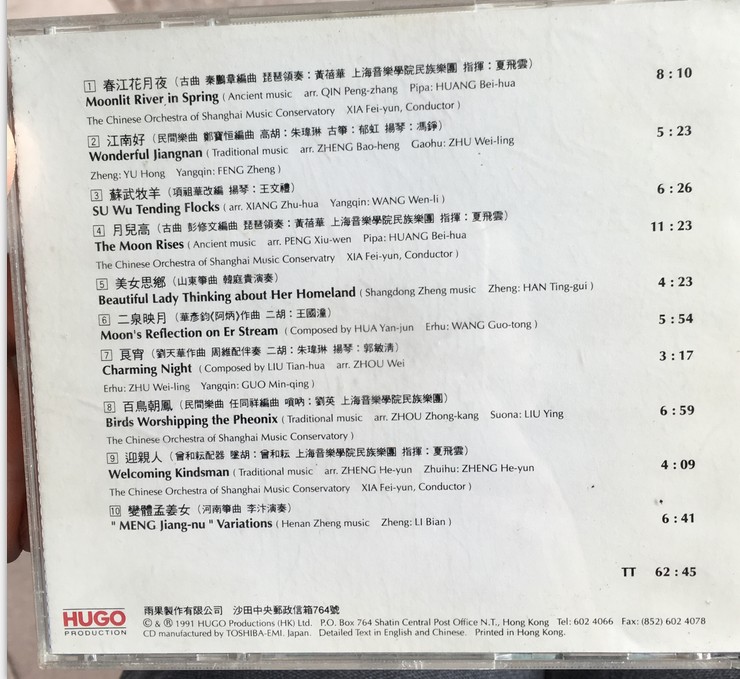 1 春江花月夜（古曲 秦鵬章編曲 琵琶領奏：黃蓓華 上海音樂學院民族樂團 指揮：夏飛雲） 8 : 10
Moonlit River in Spring ( Ancient music arr. QIN Peng-zhang Pipa: HUANG Bei-hua
The Chinese Orchestra of Shanghai Music Conservatory XIA Fei-yun, Conductor )
2 江南好（民間樂曲 鄭寶恒編曲 高胡：朱瑋琳 古箏：郁虹 揚琴：馮錚） 5 : 23
Wonderful Jiangnan ( Traditional music arr. ZHENG Bao-heng Gaohu: ZHU Wei-ling
Zheng: YU Hong Yangqin: FENG Zheng )
3 蘇武牧羊（項祖華改編 揚琴：王文禮） 6 : 26
SU Wu Tending Flocks ( arr. XIANG Zhu-hua Yangqin: WANG Wen-li )
4 月兒高（古曲 彭修文編曲 琵琶領奏：黃蓓華 上海音樂學院民族樂團 指揮：夏飛雲） 11 : 23
The Moon Rises ( Ancient music arr. PENG Xiu-wen Pipa: HUANG Bei-hua
The Chinese Orchestra of Shanghai Music Conservatry XIA Fei-yun, Conductor )
5 美女思鄉（山東箏曲 韓庭貴演奏） 4 : 23
Beautiful Lady Thinking about Her Homeland ( Shangdong Zheng music Zheng: HAN Ting-gui )
6 二泉映月（華彥鈞(阿炳)作曲 二胡：王國潼） 5 : 54
Moon's Reflection on Er Stream ( Composed by HUA Yan-jun Erhu: WANG Guo-tong )
7 良宵（劉天華作曲 周維配伴奏 二胡：朱瑋琳 揚琴：郭敏清） 3 : 17
Charming Night ( Composed by LIU Tian-hua arr. ZHOU Wei
Erhu: ZHU Wei-ling Yangqin: GUO Min-qing )
8 百鳥朝鳳（民間樂曲 任同祥編曲 嗩吶：劉英 上海音樂學院民族樂團） 6 : 59
Birds Worshipping the Pheonix ( Traditional music arr. ZHOU Zhong-kang Suona: LIU Ying
The Chinese Orchestra of Shanghai Music Conservatory )
9 迎親人（曾和耘配器 墜胡：曾和耘 上海音樂學院民族樂團 指揮：夏飛雲） 4 : 09
Welcoming Kindsman ( Traditional music arr. ZHENG He-yun Zhuihu: ZHENG He-yun
The Chinese Orchestra of Shanghai Music Conservatory XIA Fei-yun, Conductor )
10 變體孟姜女（河南箏曲 李汴演奏） 6 : 41
" MENG Jiang-nu " Variations ( Henan Zheng music Zheng: LI Bian )
TT 62 : 45
HUGO
PRODUCTION
雨果製作有限公司 沙田中央郵政信箱764號
© & ℗ 1991 HUGO Productions (HK) Ltd. P.O. Box 764 Shatin Central Post Office N.T., Hong Kong Tel: 602 4066 Fax: (852) 602 4078
CD manufactured by TOSHIBA-EMI. Japan. Detailed Text in English and Chinese. Printed in Hong Kong.